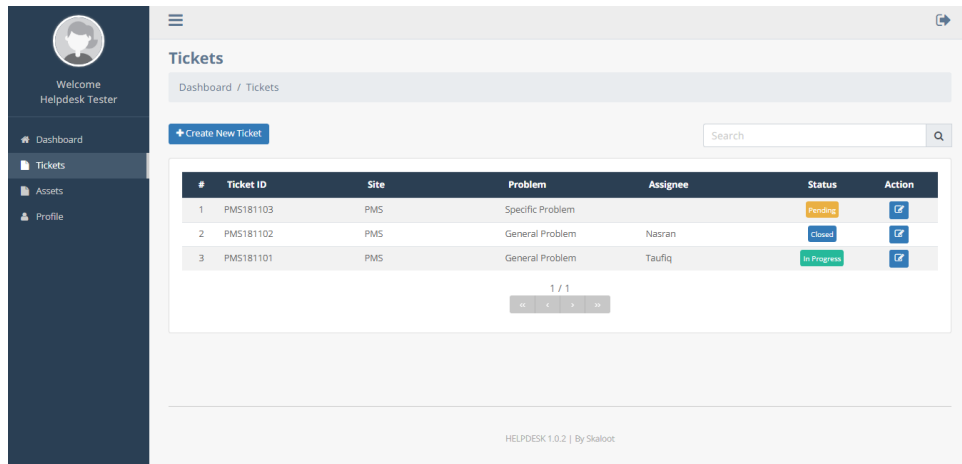 Welcome
Helpdesk Tester
Dashboard
Tickets
Assets
Profile
Tickets
Dashboard / Tickets
Create New Ticket
Search
# Ticket ID Site Problem Assignee Status Action
1 PMS181103 PMS Specific Problem Pending
2 PMS181102 PMS General Problem Nasran Closed
3 PMS181101 PMS General Problem Taufiq In Progress
1 / 1
« ‹ › »
HELPDESK 1.0.2 | By Skaloot